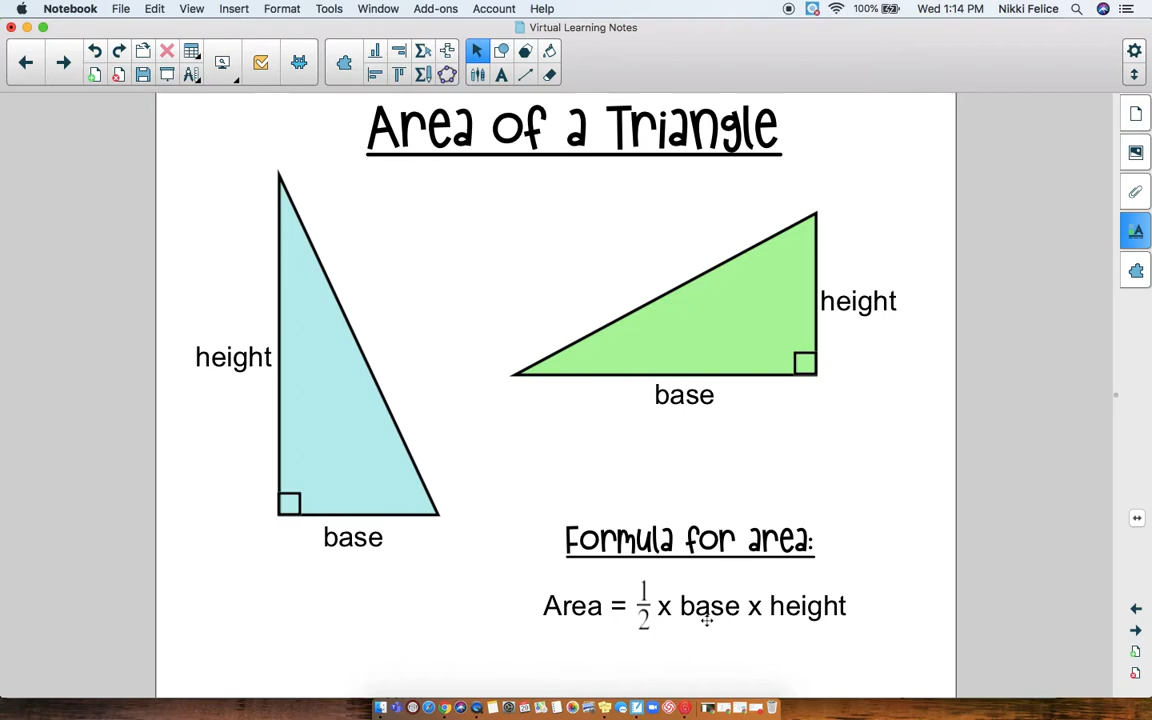 Notebook File Edit View Insert Format Tools Window Add-ons Account Help 100% Wed 1:14 PM Nikki Felice
Virtual Learning Notes
Area of a Triangle
height
base
height
base
Formula for area:
Area = 1/2 x base x height